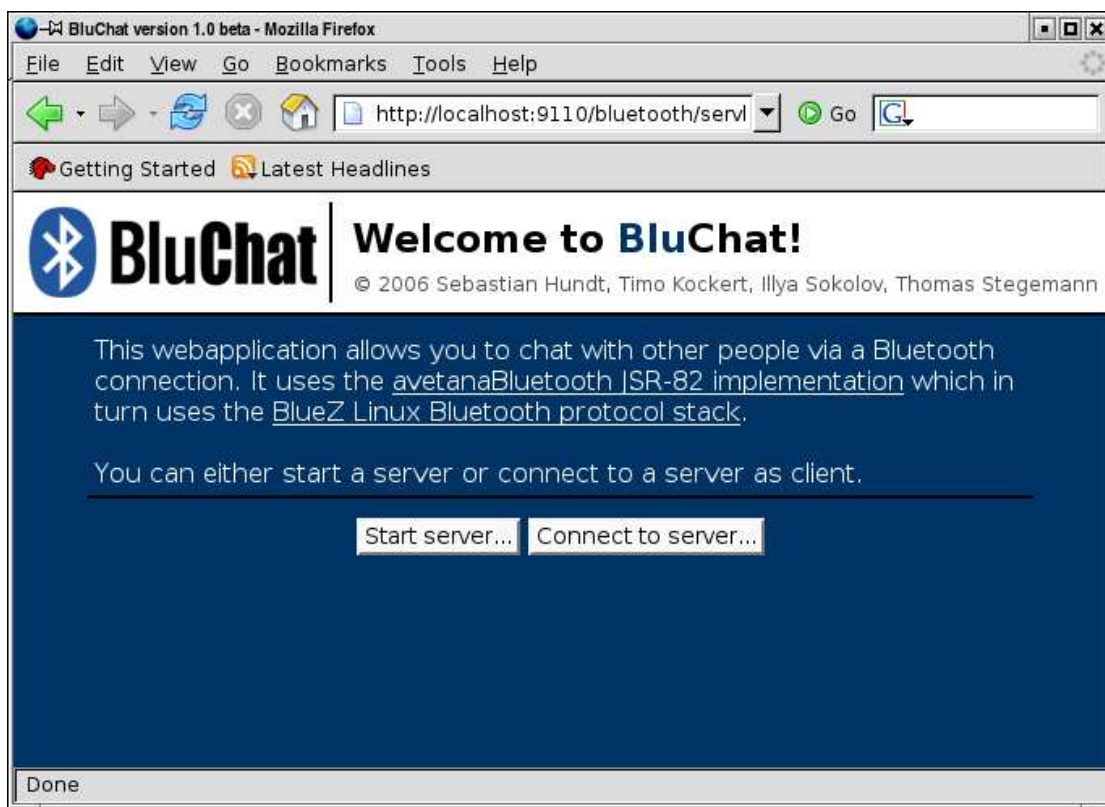 BluChat version 1.0 beta - Mozilla Firefox
File Edit View Go Bookmarks Tools Help
http://localhost:9110/bluetooth/servl Go G
Getting Started Latest Headlines
BluChat Welcome to BluChat!
© 2006 Sebastian Hundt, Timo Kockert, Illya Sokolov, Thomas Stegemann
This webapplication allows you to chat with other people via a Bluetooth
connection. It uses the avetanaBluetooth JSR-82 implementation which in
turn uses the BlueZ Linux Bluetooth protocol stack.
You can either start a server or connect to a server as client.
Start server... Connect to server...
Done